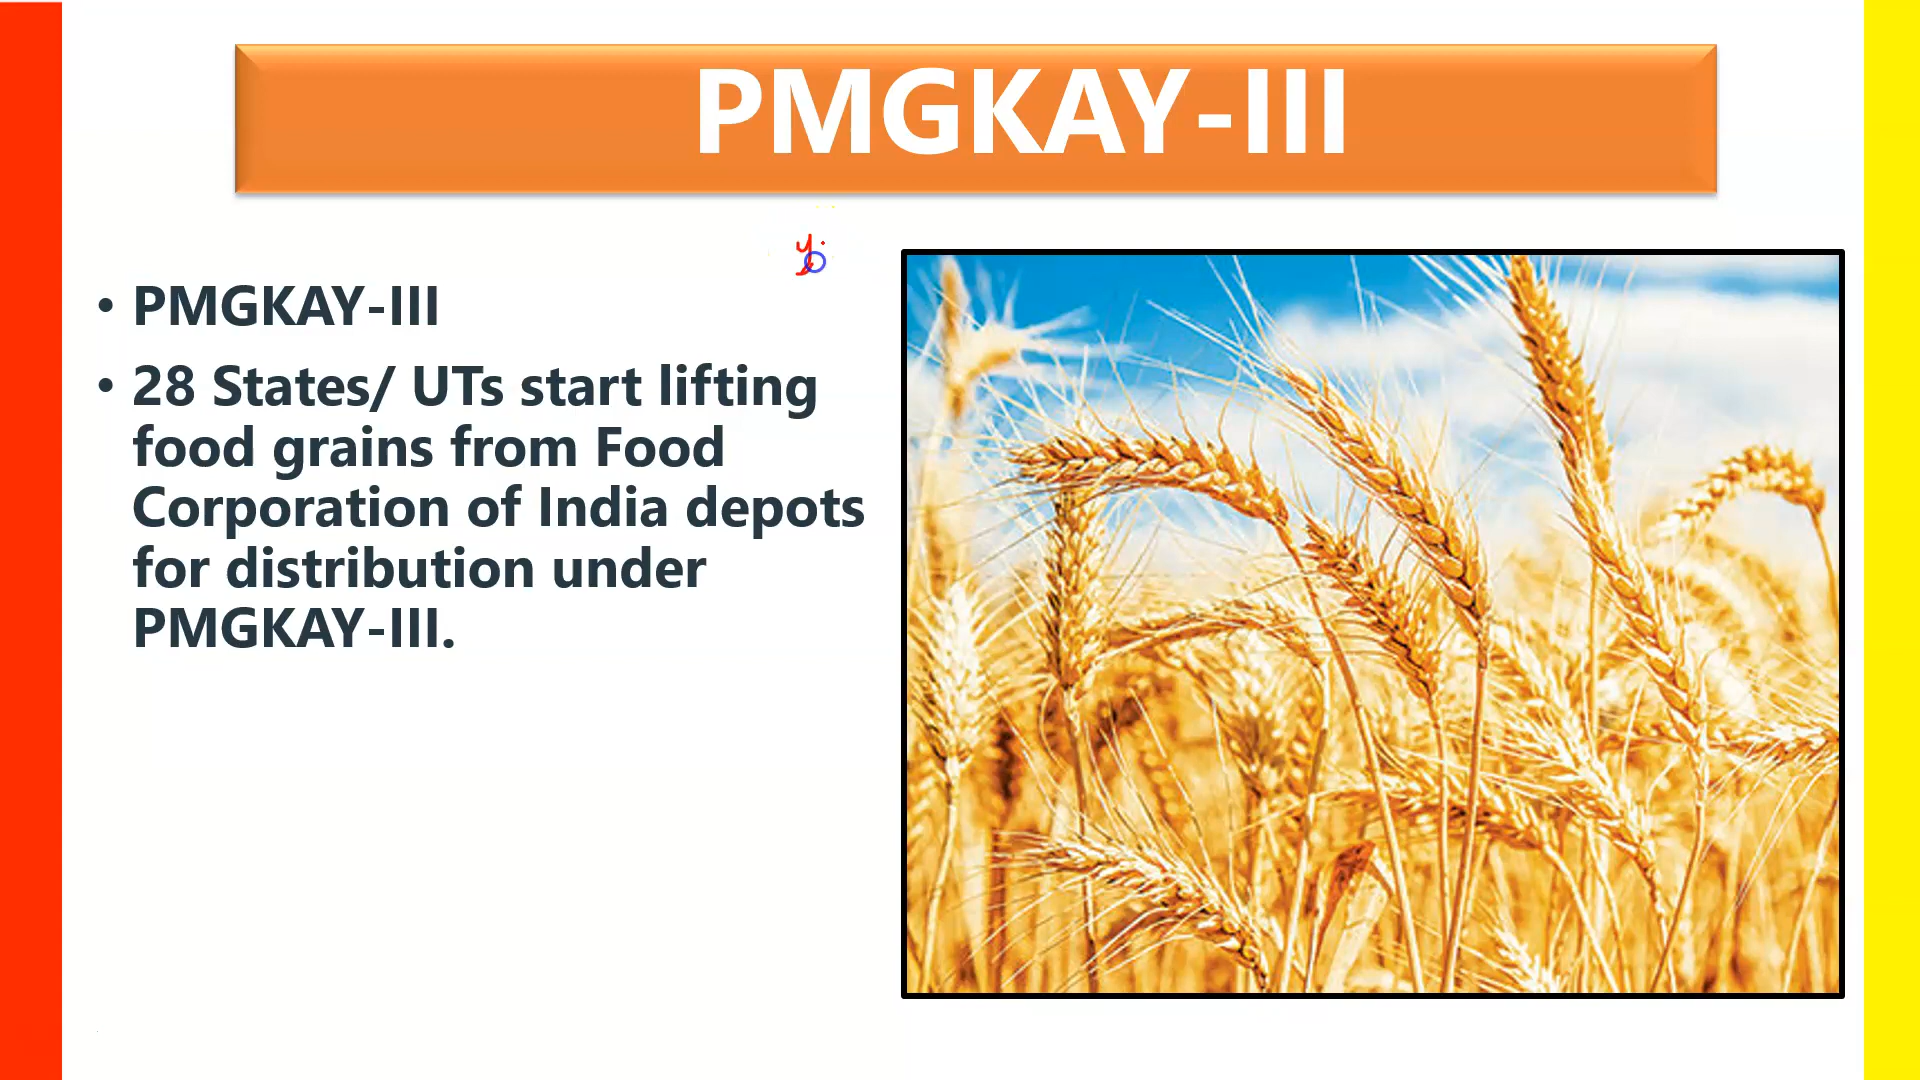 PMGKAY-III
• PMGKAY-III
• 28 States/ UTs start lifting
food grains from Food
Corporation of India depots
for distribution under
PMGKAY-III.